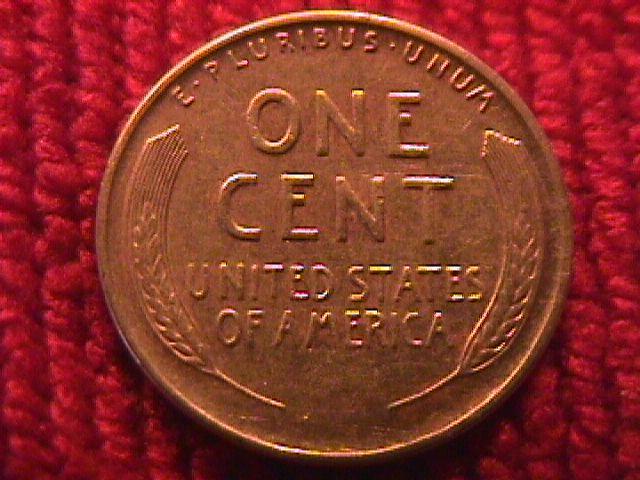 E·PLURIBUS·UNUM
ONE
CENT
UNITED STATES
OF AMERICA